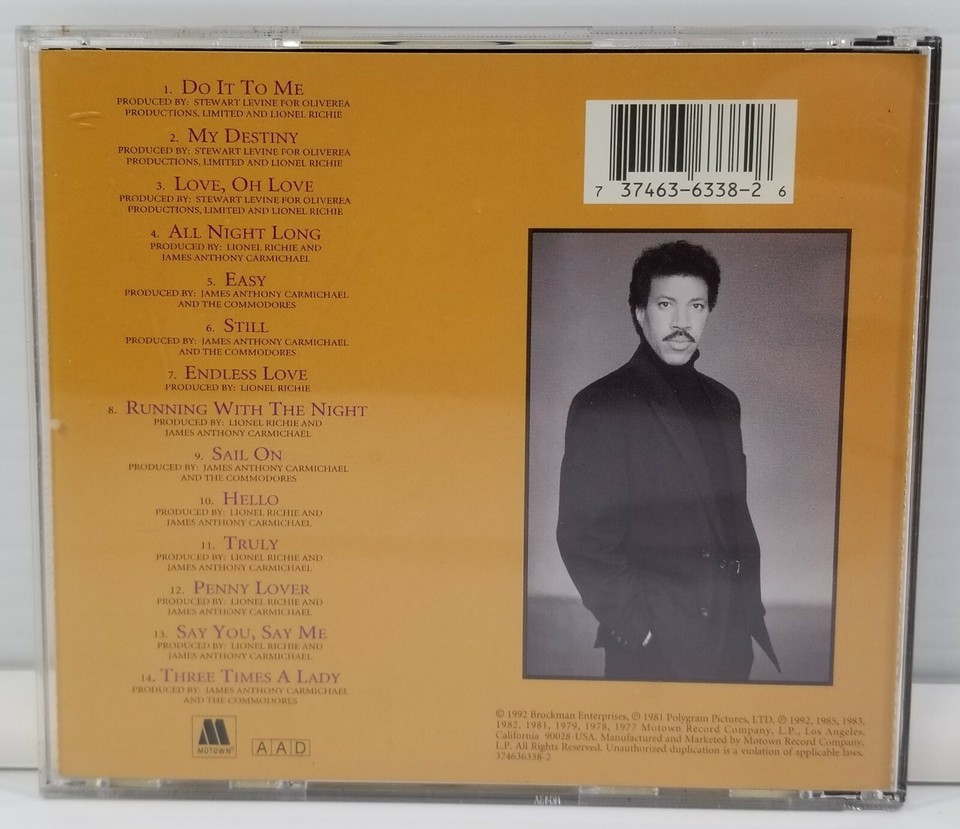 1. DO IT TO ME
PRODUCED BY: STEWART LEVINE FOR OLIVEREA
PRODUCTIONS, LIMITED AND LIONEL RICHIE
2. MY DESTINY
PRODUCED BY: STEWART LEVINE FOR OLIVEREA
PRODUCTIONS, LIMITED AND LIONEL RICHIE
3. LOVE, OH LOVE
PRODUCED BY: STEWART LEVINE FOR OLIVEREA
PRODUCTIONS, LIMITED AND LIONEL RICHIE
4. ALL NIGHT LONG
PRODUCED BY: LIONEL RICHIE AND
JAMES ANTHONY CARMICHAEL
5. EASY
PRODUCED BY: JAMES ANTHONY CARMICHAEL
AND THE COMMODORES
6. STILL
PRODUCED BY: JAMES ANTHONY CARMICHAEL
AND THE COMMODORES
7. ENDLESS LOVE
PRODUCED BY: LIONEL RICHIE
8. RUNNING WITH THE NIGHT
PRODUCED BY: LIONEL RICHIE AND
JAMES ANTHONY CARMICHAEL
9. SAIL ON
PRODUCED BY: JAMES ANTHONY CARMICHAEL
AND THE COMMODORES
10. HELLO
PRODUCED BY: LIONEL RICHIE AND
JAMES ANTHONY CARMICHAEL
11. TRULY
PRODUCED BY: LIONEL RICHIE AND
JAMES ANTHONY CARMICHAEL
12. PENNY LOVER
PRODUCED BY: LIONEL RICHIE AND
JAMES ANTHONY CARMICHAEL
13. SAY YOU, SAY ME
PRODUCED BY: LIONEL RICHIE AND
JAMES ANTHONY CARMICHAEL
14. THREE TIMES A LADY
PRODUCED BY: JAMES ANTHONY CARMICHAEL
AND THE COMMODORES
M
MOTOWN
AAD
7 37463-6338-2 6
© 1992 Brockman Enterprises, ℗ 1981 Polygram Pictures, LTD. ℗ 1992, 1985, 1983,
1982, 1981, 1979, 1978, 1977 Motown Record Company, L.P., Los Angeles,
California 90028-USA. Manufactured and Marketed by Motown Record Company,
L.P. All Rights Reserved. Unauthorized duplication is a violation of applicable laws.
374636338-2